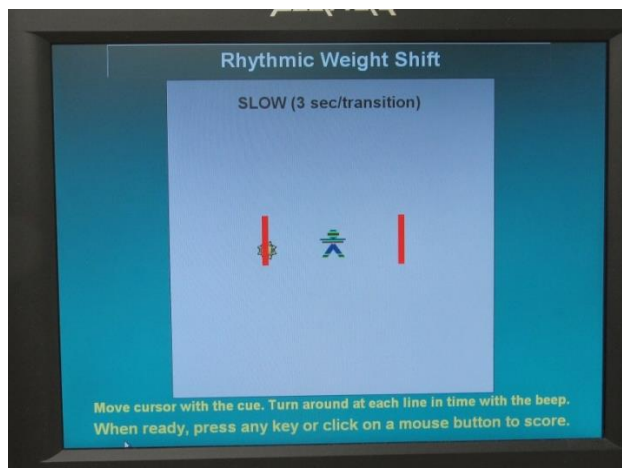 Rhythmic Weight Shift
SLOW (3 sec/transition)
Move cursor with the cue. Turn around at each line in time with the beep.
When ready, press any key or click on a mouse button to score.